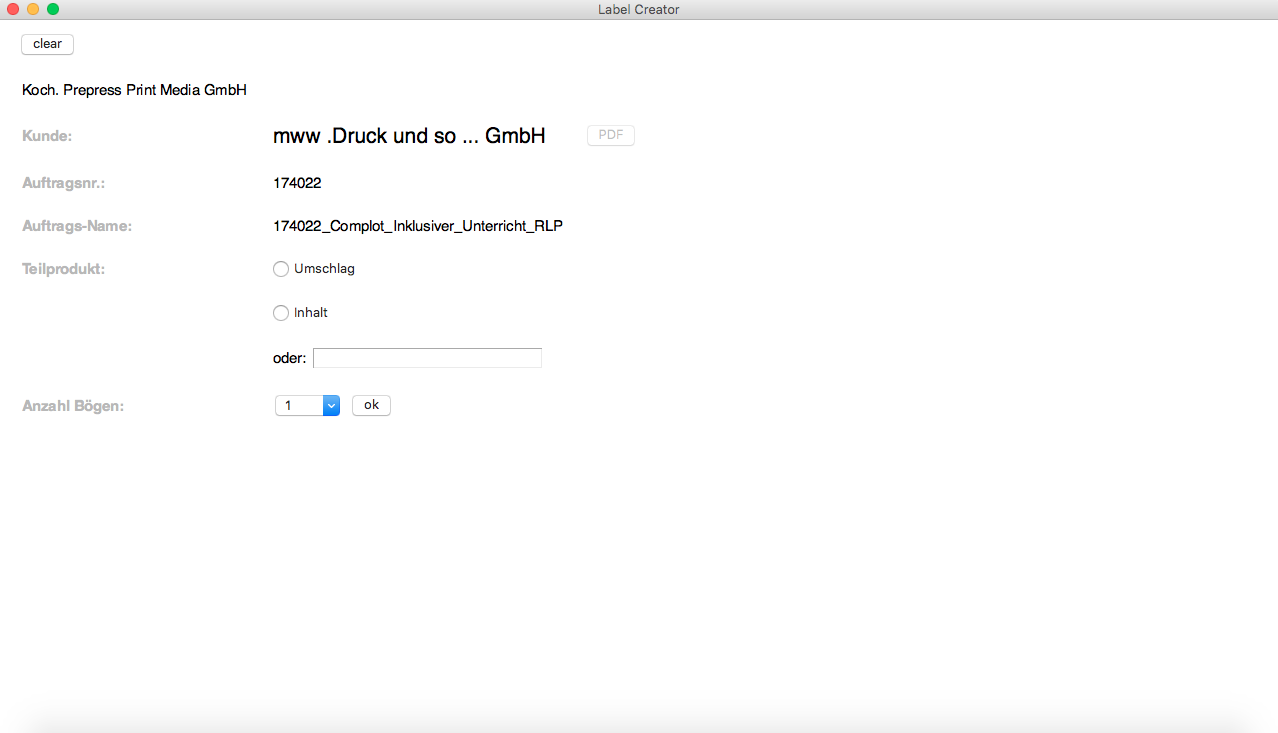 Label Creator
clear
Koch. Prepress Print Media GmbH
Kunde: mww .Druck und so ... GmbH PDF
Auftragsnr.: 174022
Auftrags-Name: 174022_Complot_Inklusiver_Unterricht_RLP
Teilprodukt: Umschlag
Inhalt
oder:
Anzahl Bögen: 1 ok